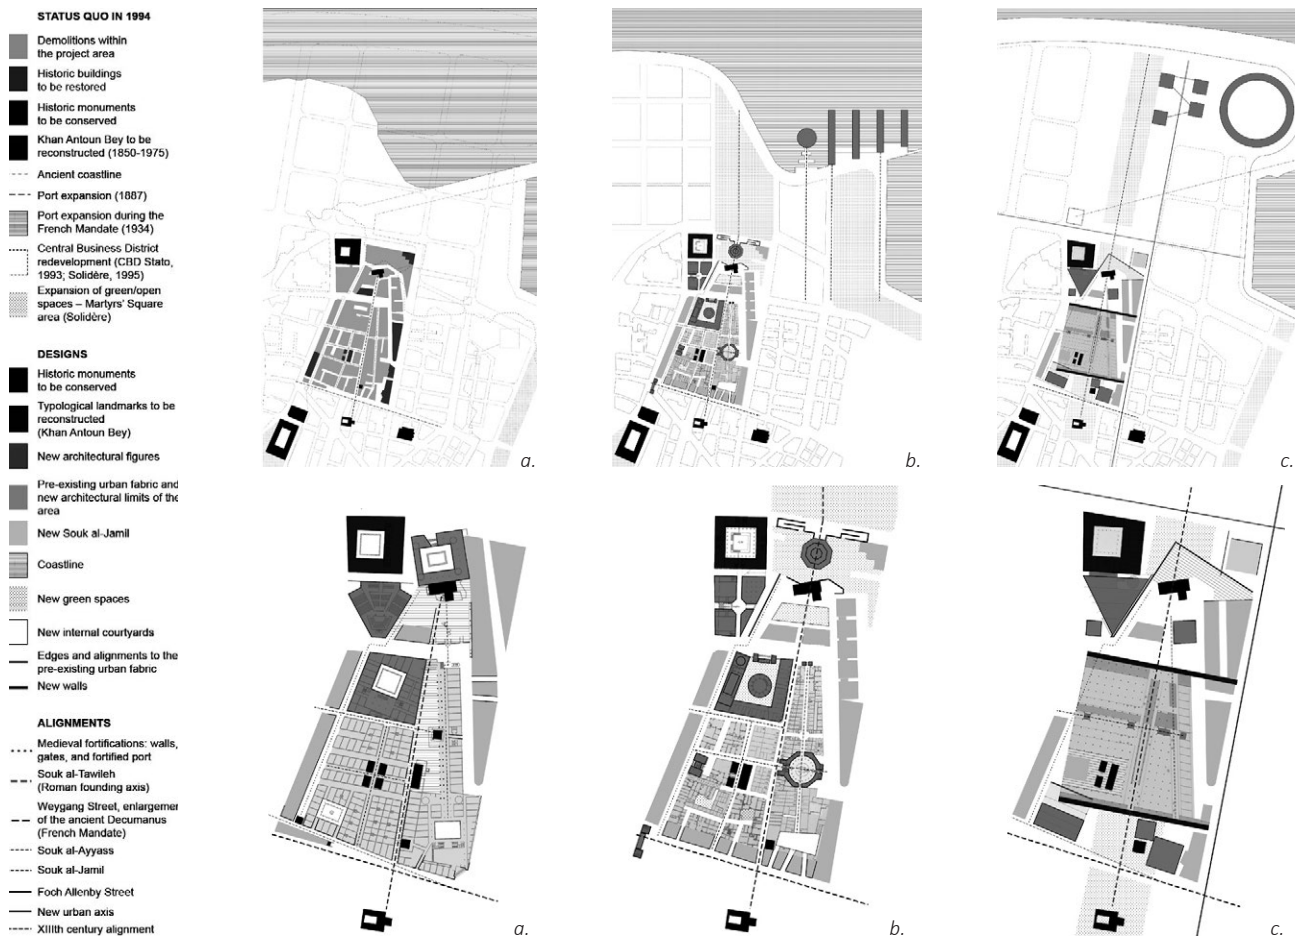 STATUS QUO IN 1994
Demolitions within
the project area
Historic buildings
to be restored
Historic monuments
to be conserved
Khan Antoun Bey to be
reconstructed (1850-1975)
Ancient coastline
Port expansion (1887)
Port expansion during the
French Mandate (1934)
Central Business District
redevelopment (CBD Stato,
1993; Solidère, 1995)
Expansion of green/open
spaces – Martyrs' Square
area (Solidère)
DESIGNS
Historic monuments
to be conserved
Typological landmarks to be
reconstructed
(Khan Antoun Bey)
New architectural figures
Pre-existing urban fabric and
new architectural limits of the
area
New Souk al-Jamil
Coastline
New green spaces
New internal courtyards
Edges and alignments to the
pre-existing urban fabric
New walls
ALIGNMENTS
Medieval fortifications: walls,
gates, and fortified port
Souk al-Tawileh
(Roman founding axis)
Weygang Street, enlargemen
of the ancient Decumanus
(French Mandate)
Souk al-Ayyass
Souk al-Jamil
Foch Allenby Street
New urban axis
XIIIth century alignment
a.
b.
c.
a.
b.
c.